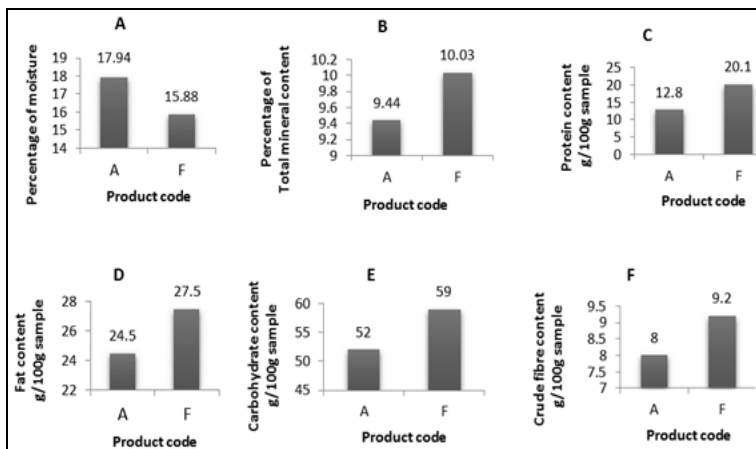 A
Percentage of moisture
19
18
17
16
15
14
17.94
15.88
A
F
Product code
B
Percentage of
Total mineral content
10.2
10
9.8
9.6
9.4
9.2
9
9.44
10.03
A
F
Product code
C
Protein content
g/100g sample
25
20
15
10
5
0
12.8
20.1
A
F
Product code
D
Fat content
g/100g sample
28
26
24
22
24.5
27.5
A
F
Product code
E
Carbohydrate content
g/100g sample
60
55
50
45
52
59
A
F
Product code
F
Crude fibre content
g/100g sample
9.5
9
8.5
8
7.5
7
8
9.2
A
F
Product code